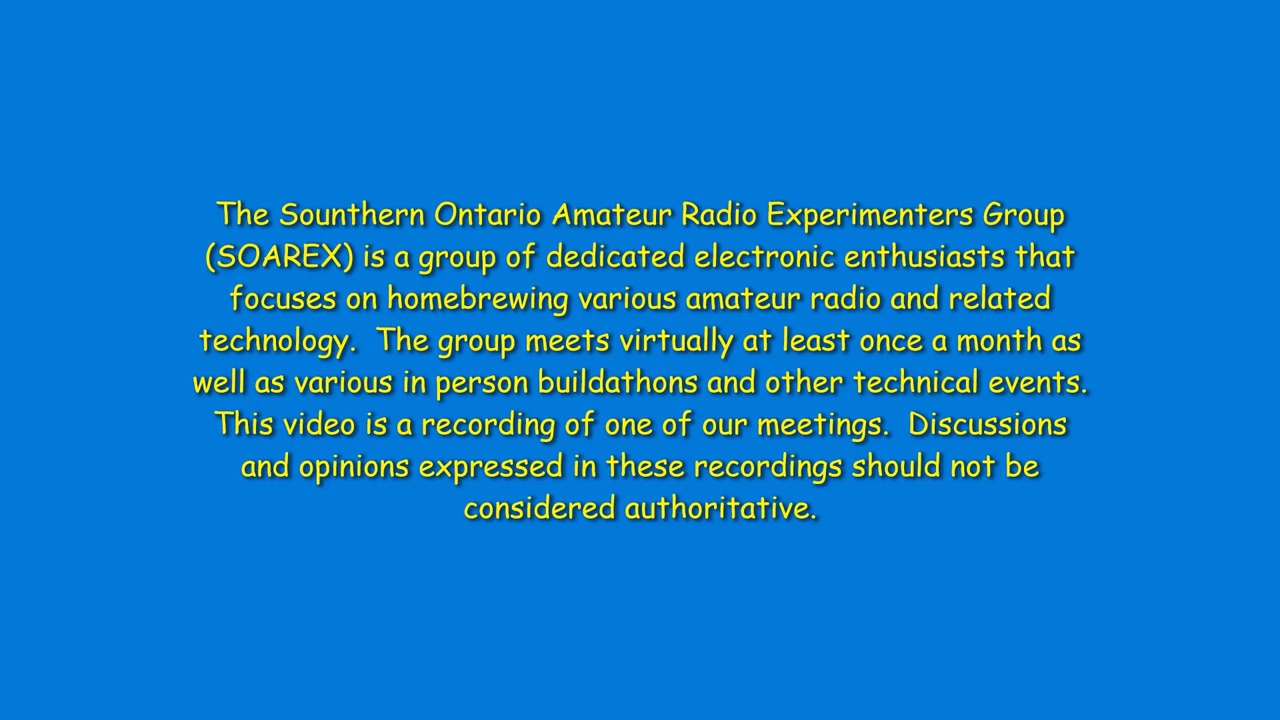 The Sounthern Ontario Amateur Radio Experimenters Group
(SOAREX) is a group of dedicated electronic enthusiasts that
focuses on homebrewing various amateur radio and related
technology.  The group meets virtually at least once a month as
well as various in person buildathons and other technical events.
This video is a recording of one of our meetings.  Discussions
and opinions expressed in these recordings should not be
considered authoritative.